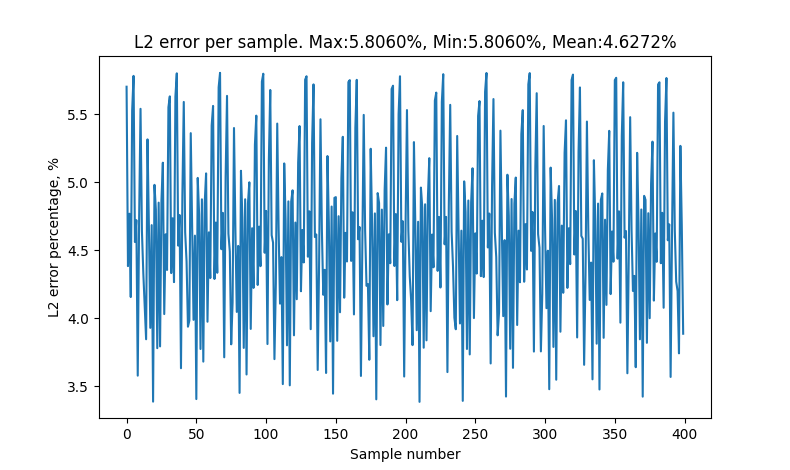 L2 error per sample. Max:5.8060%, Min:5.8060%, Mean:4.6272%
L2 error percentage, %
5.5
5.0
4.5
4.0
3.5
0 50 100 150 200 250 300 350 400
Sample number